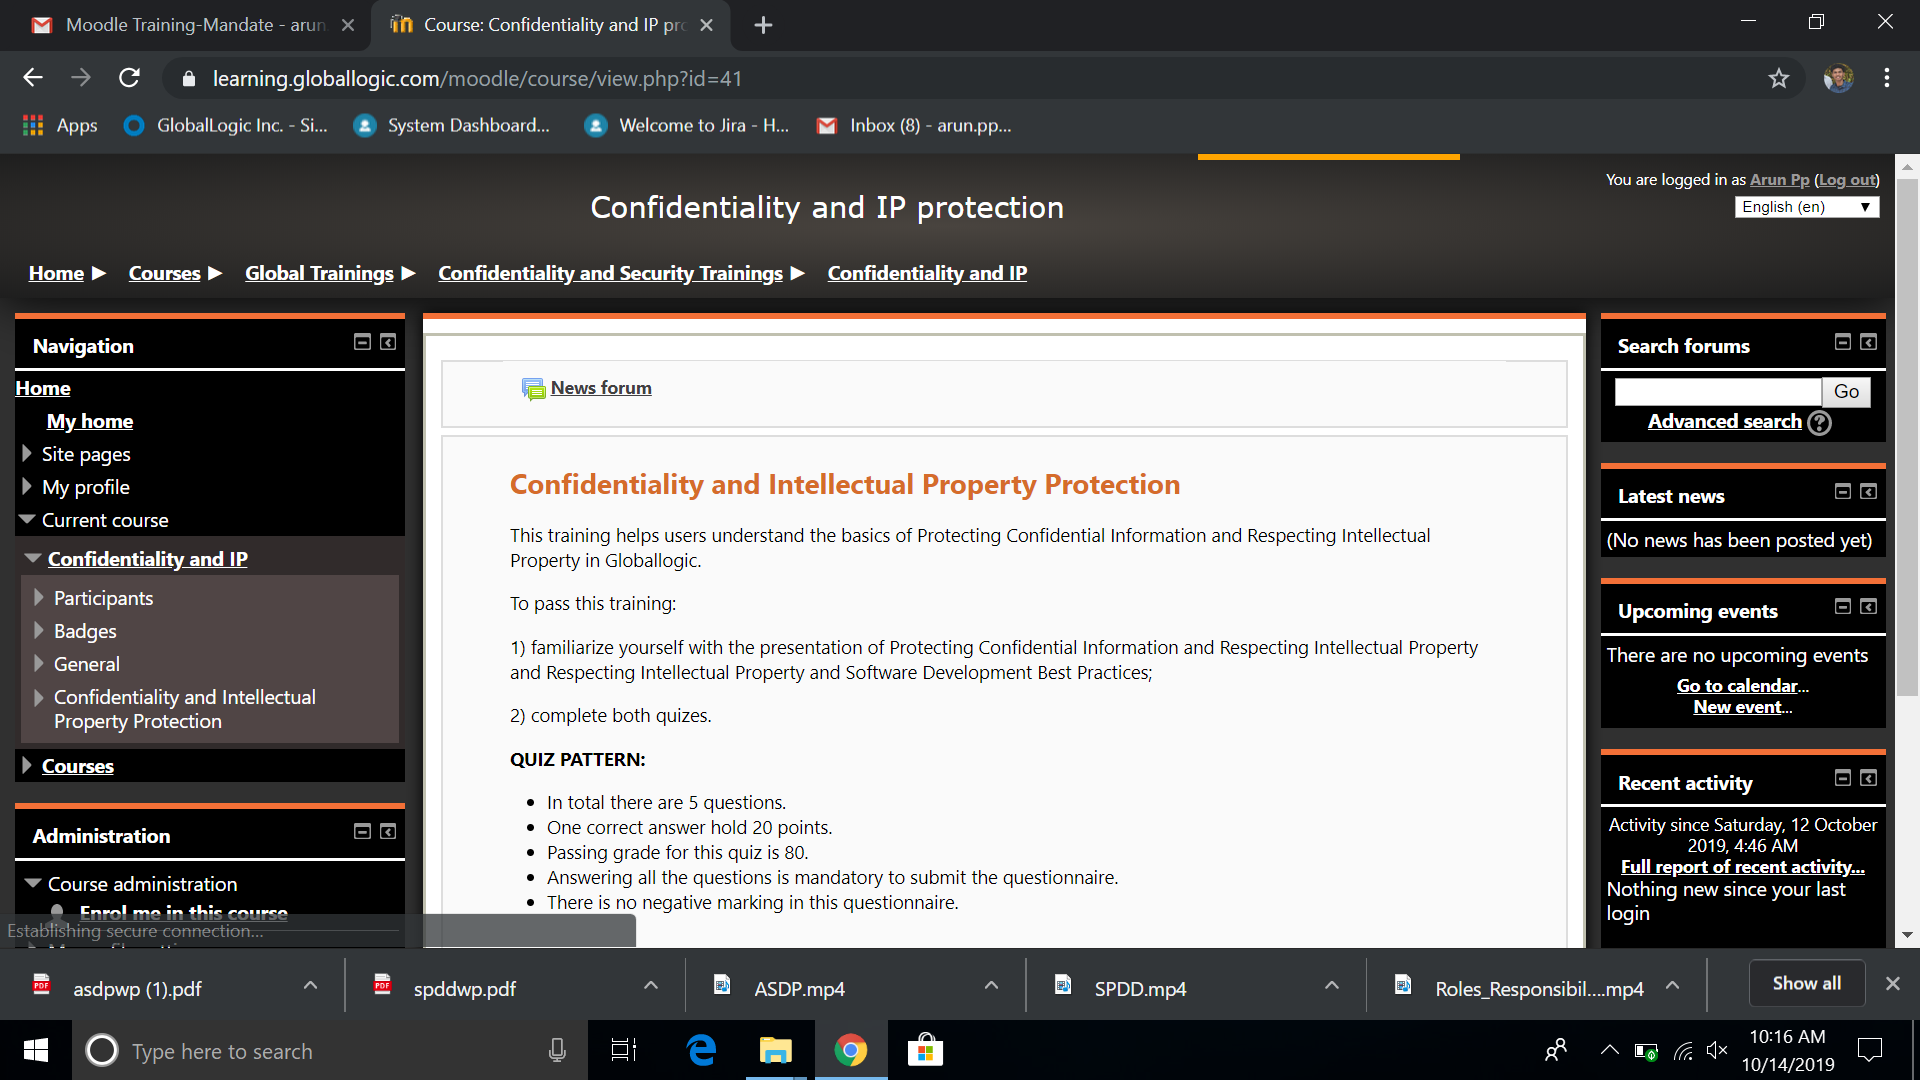 Moodle Training-Mandate - arun
Course: Confidentiality and IP pro
learning.globallogic.com/moodle/course/view.php?id=41
Apps
GlobalLogic Inc. - Si...
System Dashboard...
Welcome to Jira - H...
Inbox (8) - arun.pp...
You are logged in as Arun Pp (Log out)
English (en)
Confidentiality and IP protection
Home ► Courses ► Global Trainings ► Confidentiality and Security Trainings ► Confidentiality and IP
Navigation
Home
My home
Site pages
My profile
Current course
Confidentiality and IP
Participants
Badges
General
Confidentiality and Intellectual
Property Protection
Courses
Administration
Course administration
Enrol me in this course
Establishing secure connection...
News forum
Confidentiality and Intellectual Property Protection
This training helps users understand the basics of Protecting Confidential Information and Respecting Intellectual
Property in Globallogic.
To pass this training:
1) familiarize yourself with the presentation of Protecting Confidential Information and Respecting Intellectual Property
and Respecting Intellectual Property and Software Development Best Practices;
2) complete both quizes.
QUIZ PATTERN:
In total there are 5 questions.
One correct answer hold 20 points.
Passing grade for this quiz is 80.
Answering all the questions is mandatory to submit the questionnaire.
There is no negative marking in this questionnaire.
Search forums
Go
Advanced search ?
Latest news
(No news has been posted yet)
Upcoming events
There are no upcoming events
Go to calendar...
New event...
Recent activity
Activity since Saturday, 12 October
2019, 4:46 AM
Full report of recent activity...
Nothing new since your last
login
PDF
asdpwp (1).pdf
PDF
spddwp.pdf
ASDP.mp4
SPDD.mp4
Roles_Responsibil....mp4
Show all
Type here to search
10:16 AM
10/14/2019